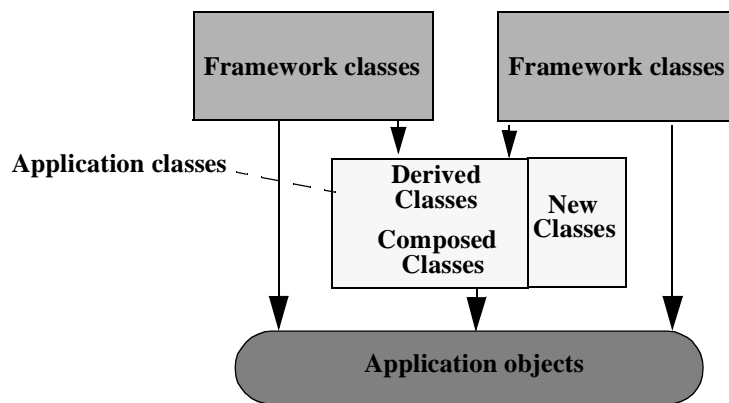 Framework classes
Framework classes
Application classes
Derived
Classes
Composed
Classes
New
Classes
Application objects